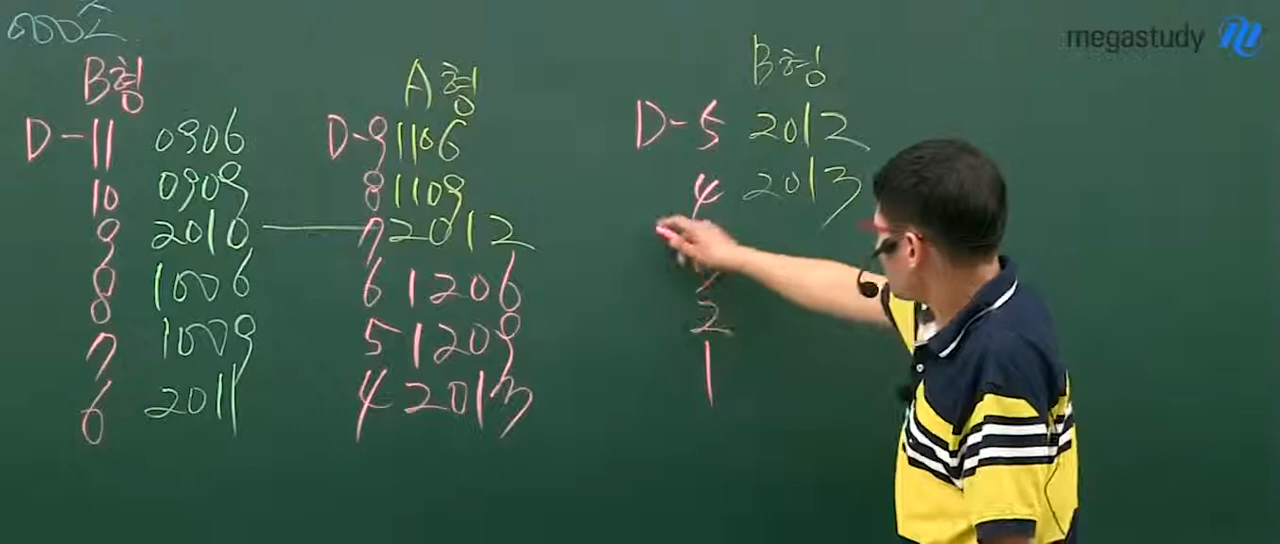 megastudy
B형
D-11 0906
10 0909
9 2010
8 1006
7 1009
6 2011
A형
D-9 1106
8 1109
7 2012
6 1206
5 1209
4 2013
B형
D-5 2012
4 2013
2
1